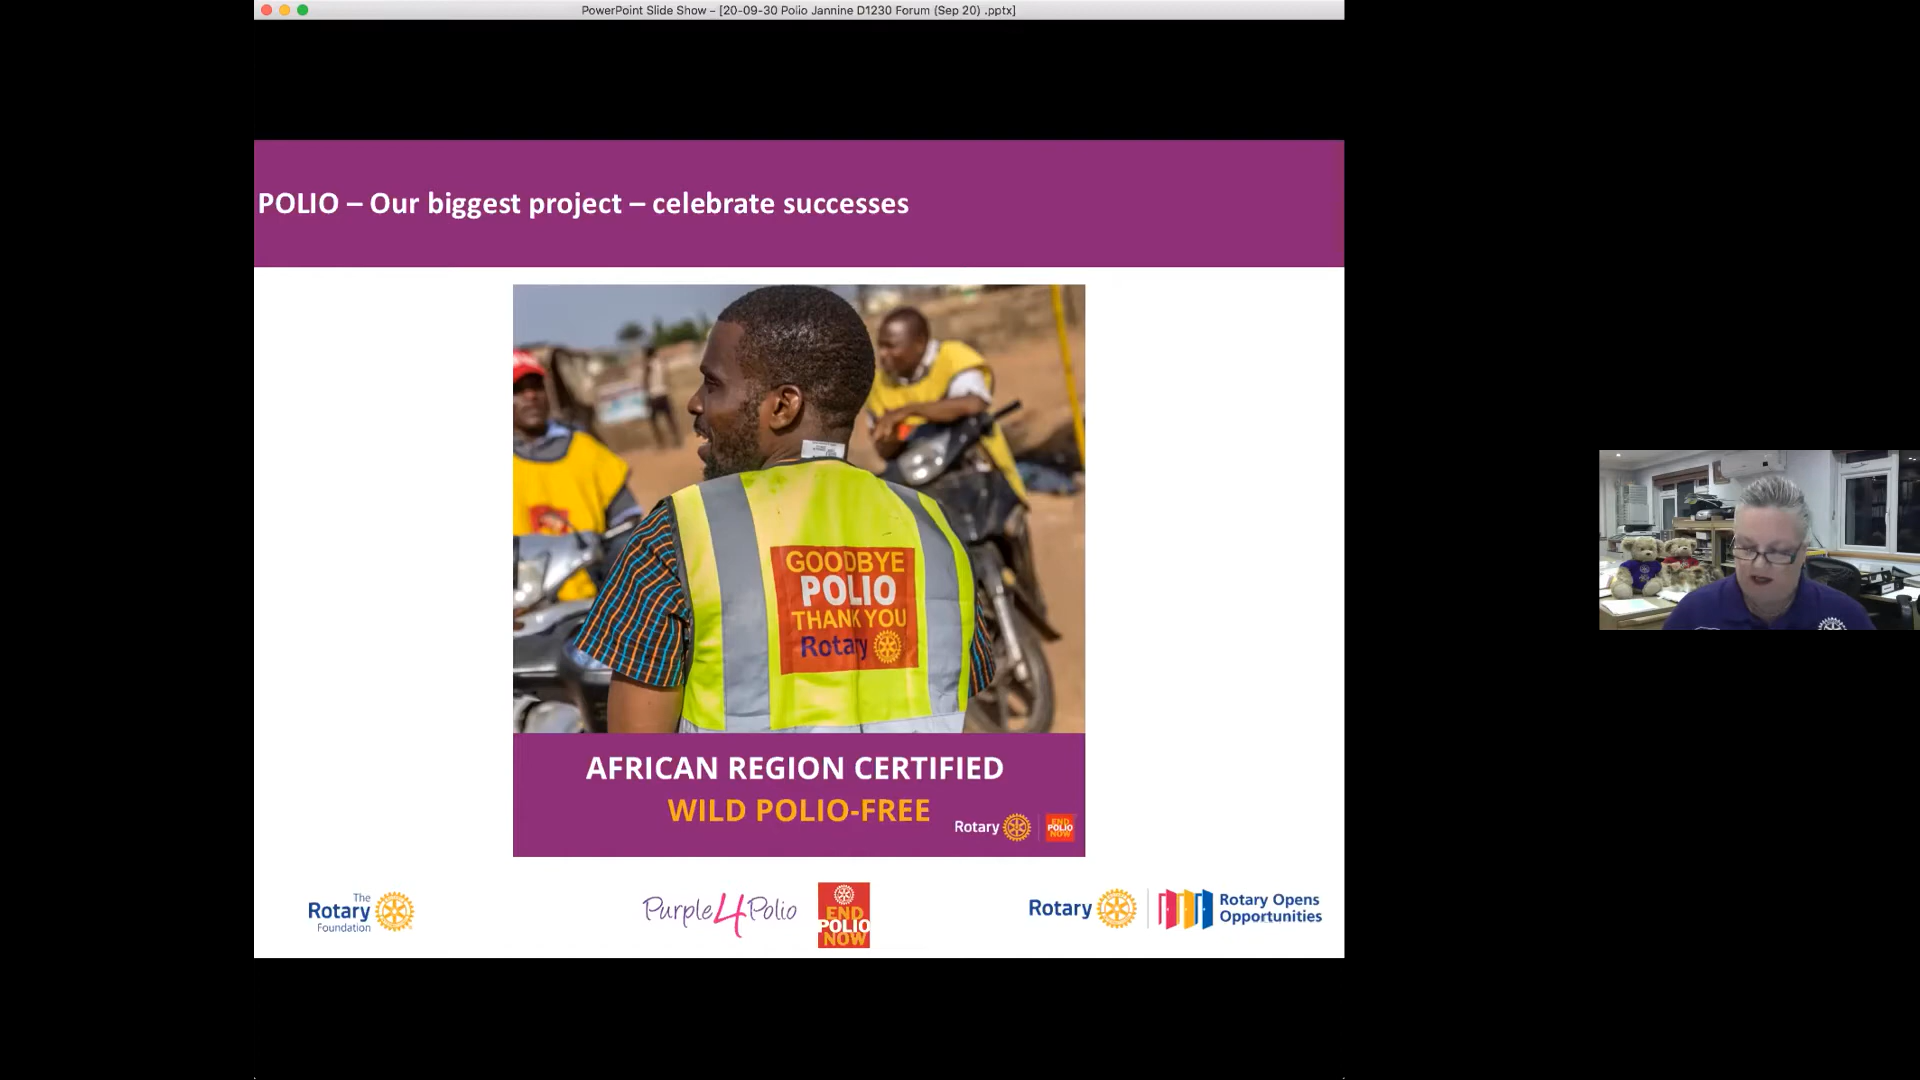 PowerPoint Slide Show – [20-09-30 Polio Jannine D1230 Forum (Sep 20) .pptx]
POLIO – Our biggest project – celebrate successes
GOODBYE
POLIO
THANK YOU
Rotary
AFRICAN REGION CERTIFIED
WILD POLIO-FREE
Rotary
END
POLIO
NOW
The
Rotary
Foundation
Purple4Polio
END
POLIO
NOW
Rotary
Rotary Opens
Opportunities